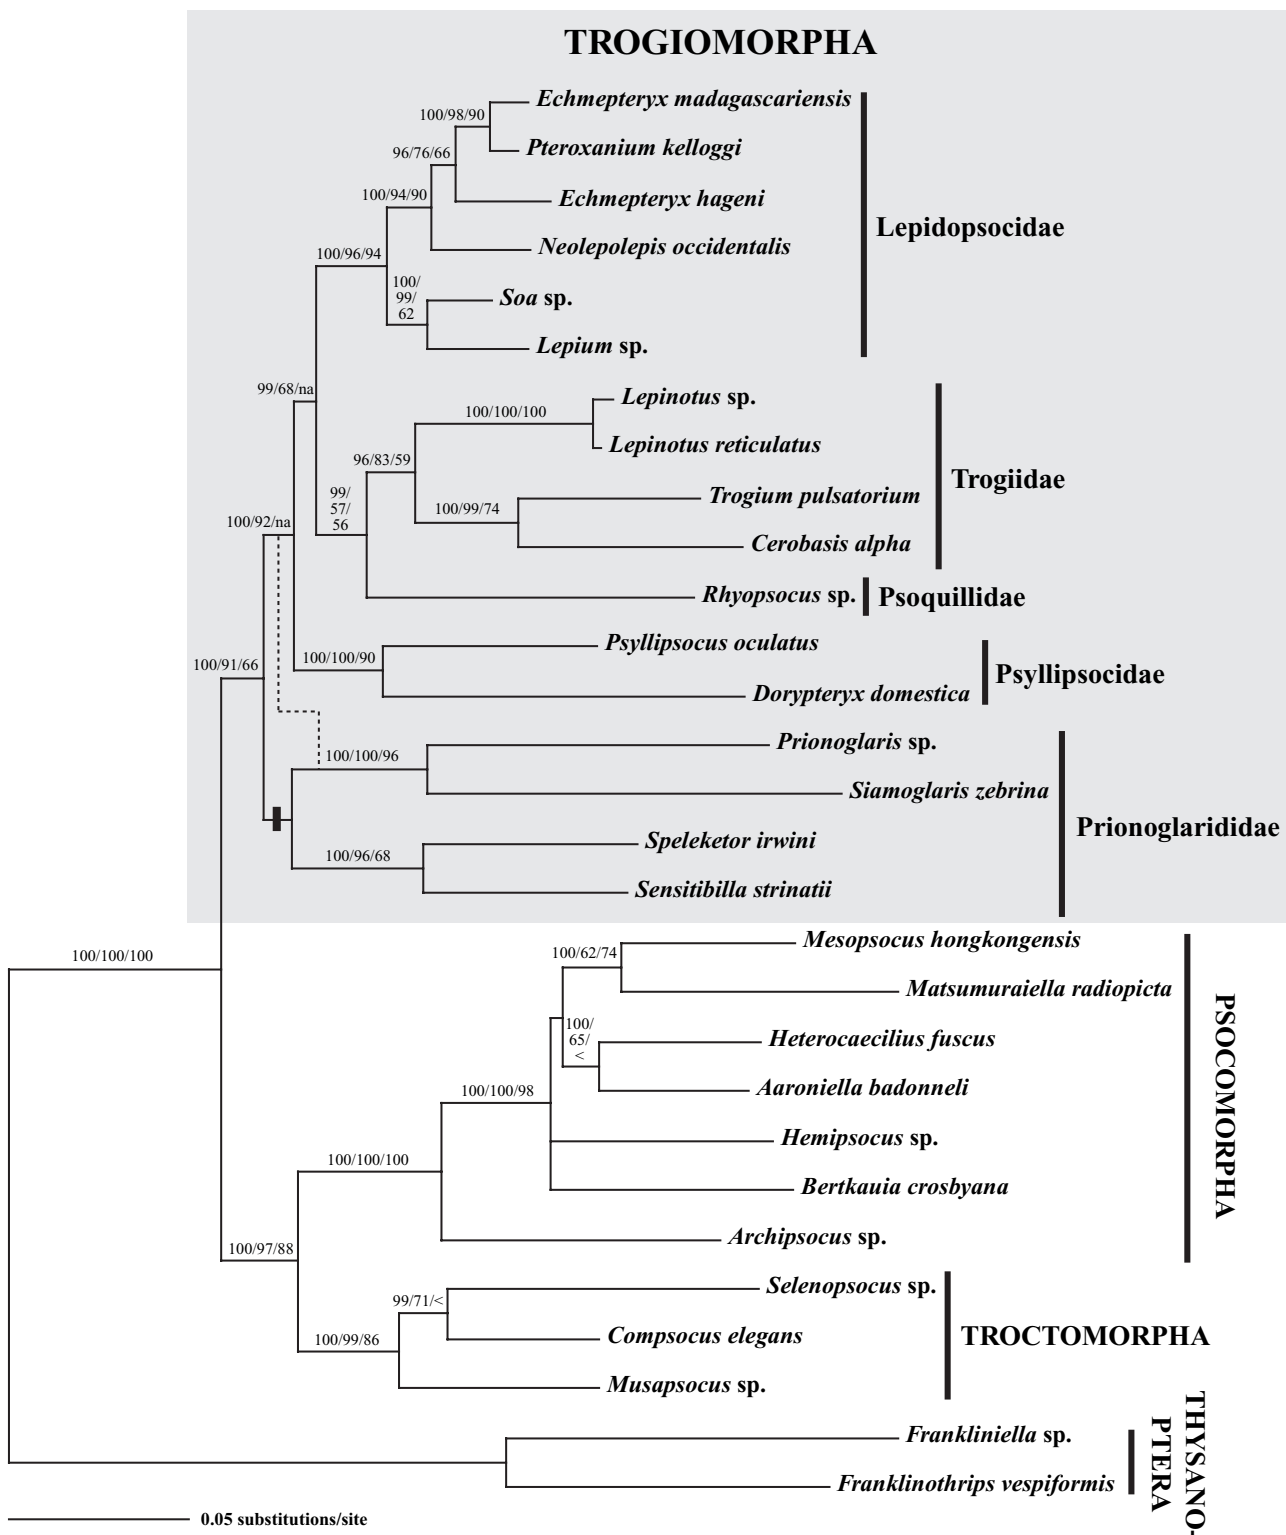 TROGIOMORPHA
Echmepteryx madagascariensis
100/98/90
Pteroxanium kelloggi
96/76/66
Echmepteryx hageni
100/94/90
Lepidopsocidae
Neolepolepis occidentalis
100/96/94
100/
99/
62
Soa sp.
Lepium sp.
99/68/na
Lepinotus sp.
100/100/100
Lepinotus reticulatus
96/83/59
Trogiidae
99/
57/
56
Trogium pulsatorium
100/99/74
100/92/na
Cerobasis alpha
Rhyopsocus sp.
Psoquillidae
Psyllipsocus oculatus
100/100/90
100/91/66
Psyllipsocidae
Dorypteryx domestica
Prionoglaris sp.
100/100/96
Siamoglaris zebrina
Prionoglarididae
Speleketor irwini
100/96/68
Sensitibilla strinatii
Mesopsocus hongkongensis
100/62/74
100/100/100
Matsumuraiella radiopicta
100/
65/
<
Heterocaecilius fuscus
Aaroniella badonneli
100/100/98
PSOCOMORPHA
Hemipsocus sp.
100/100/100
Bertkauia crosbyana
Archipsocus sp.
100/97/88
Selenopsocus sp.
99/71/<
Compsocus elegans
TROCTOMORPHA
100/99/86
Musapsocus sp.
Frankliniella sp.
THYSANO-
PTERA
Franklinothrips vespiformis
0.05 substitutions/site